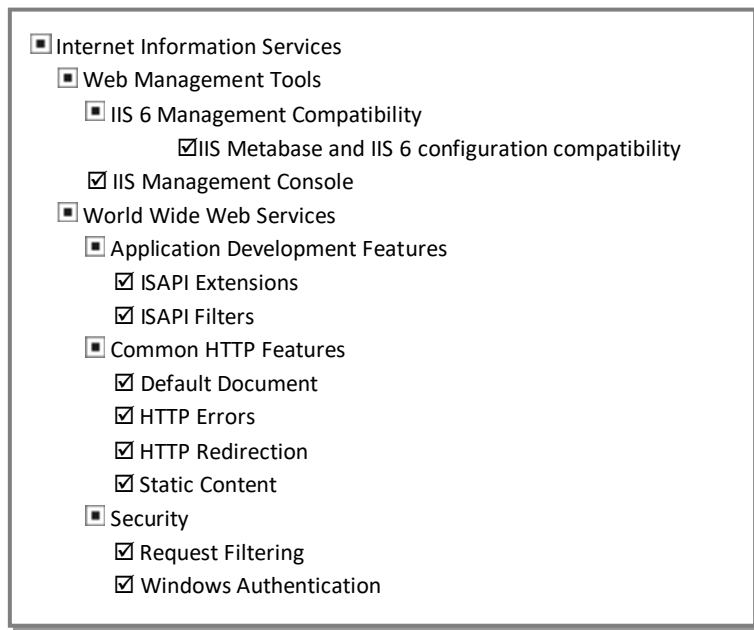 Internet Information Services
Web Management Tools
IIS 6 Management Compatibility
IIS Metabase and IIS 6 configuration compatibility
IIS Management Console
World Wide Web Services
Application Development Features
ISAPI Extensions
ISAPI Filters
Common HTTP Features
Default Document
HTTP Errors
HTTP Redirection
Static Content
Security
Request Filtering
Windows Authentication